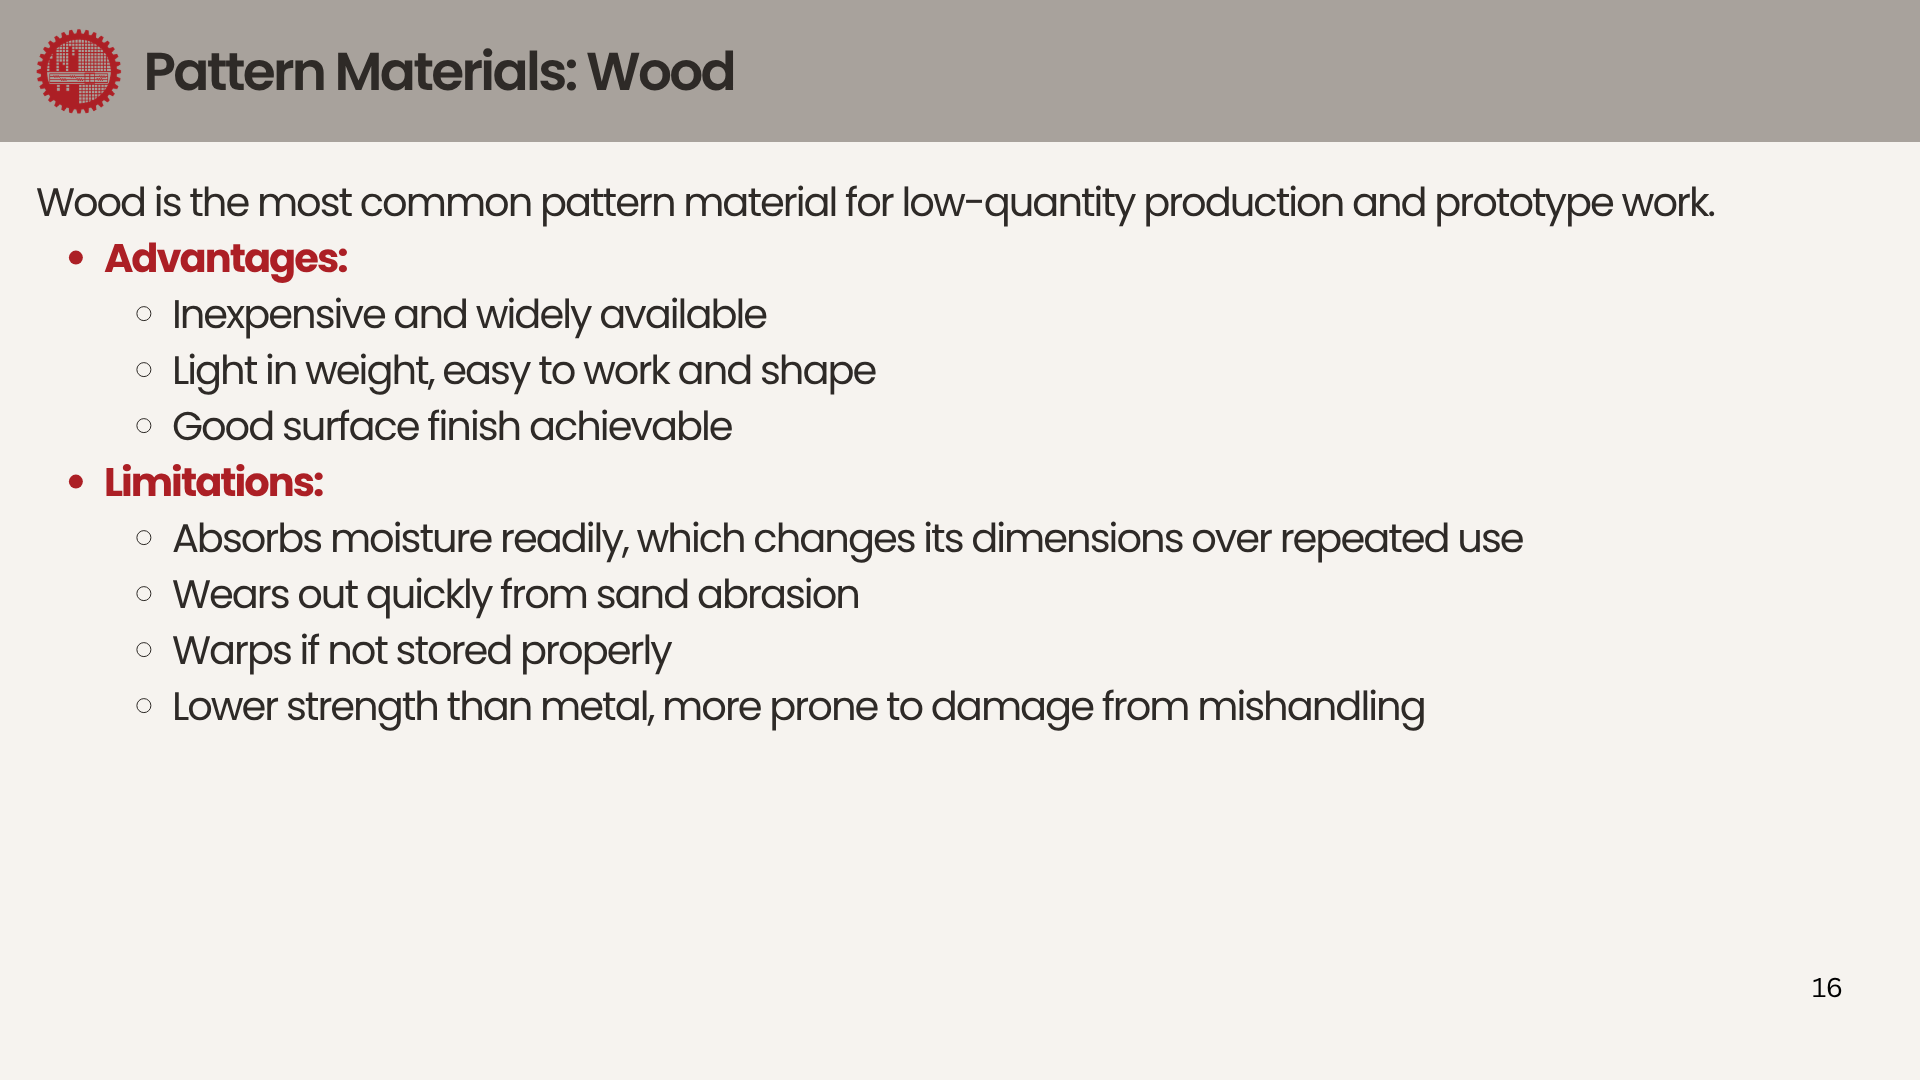 Pattern Materials: Wood
Wood is the most common pattern material for low-quantity production and prototype work.
• Advantages:
○ Inexpensive and widely available
○ Light in weight, easy to work and shape
○ Good surface finish achievable
• Limitations:
○ Absorbs moisture readily, which changes its dimensions over repeated use
○ Wears out quickly from sand abrasion
○ Warps if not stored properly
○ Lower strength than metal, more prone to damage from mishandling
16